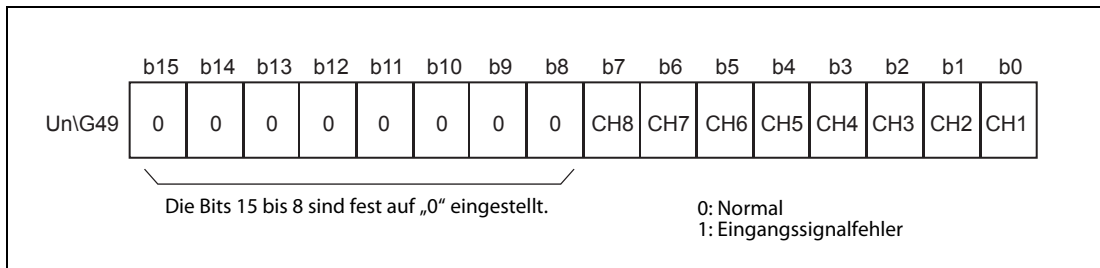 b15 b14 b13 b12 b11 b10 b9 b8 b7 b6 b5 b4 b3 b2 b1 b0
Un\G49 0 0 0 0 0 0 0 0 CH8 CH7 CH6 CH5 CH4 CH3 CH2 CH1
Die Bits 15 bis 8 sind fest auf „0“ eingestellt.
0: Normal
1: Eingangssignalfehler